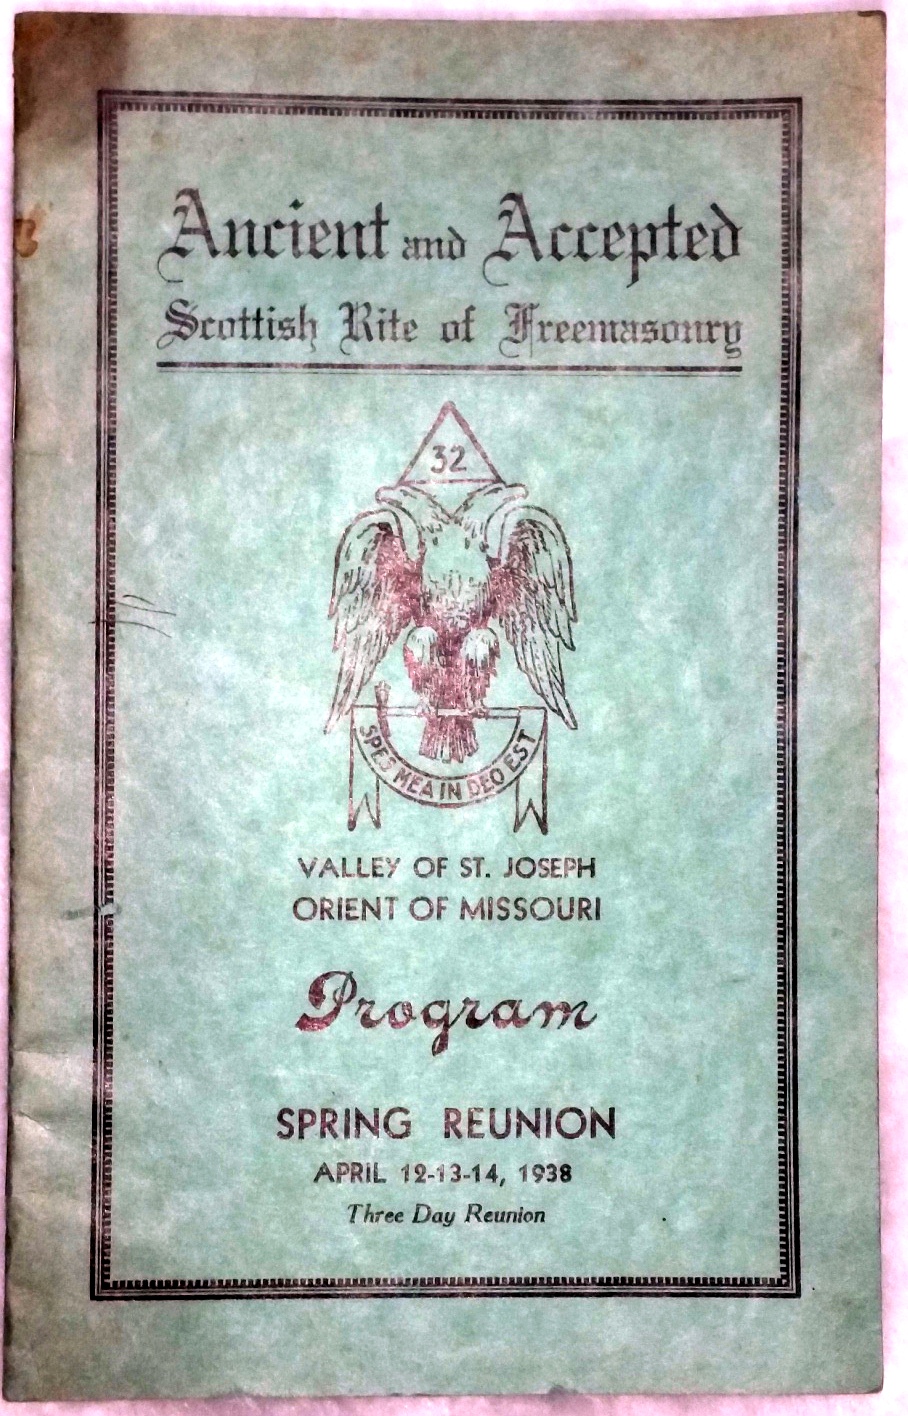 Ancient and Accepted
Scottish Rite of Freemasonry
32
SPES MEA IN DEO EST
VALLEY OF ST. JOSEPH
ORIENT OF MISSOURI
Program
SPRING REUNION
APRIL 12-13-14, 1938
Three Day Reunion